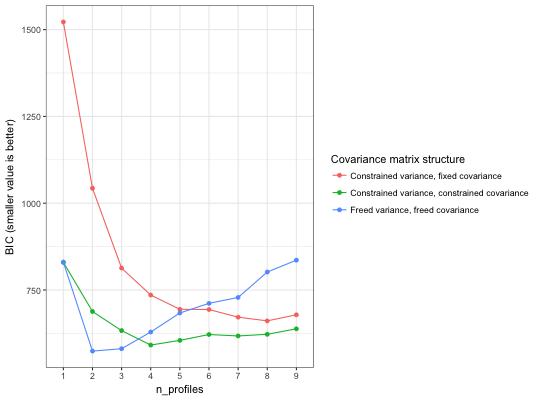 BIC (smaller value is better)
1500
1250
1000
750
1 2 3 4 5 6 7 8 9
n_profiles
Covariance matrix structure
Constrained variance, fixed covariance
Constrained variance, constrained covariance
Freed variance, freed covariance